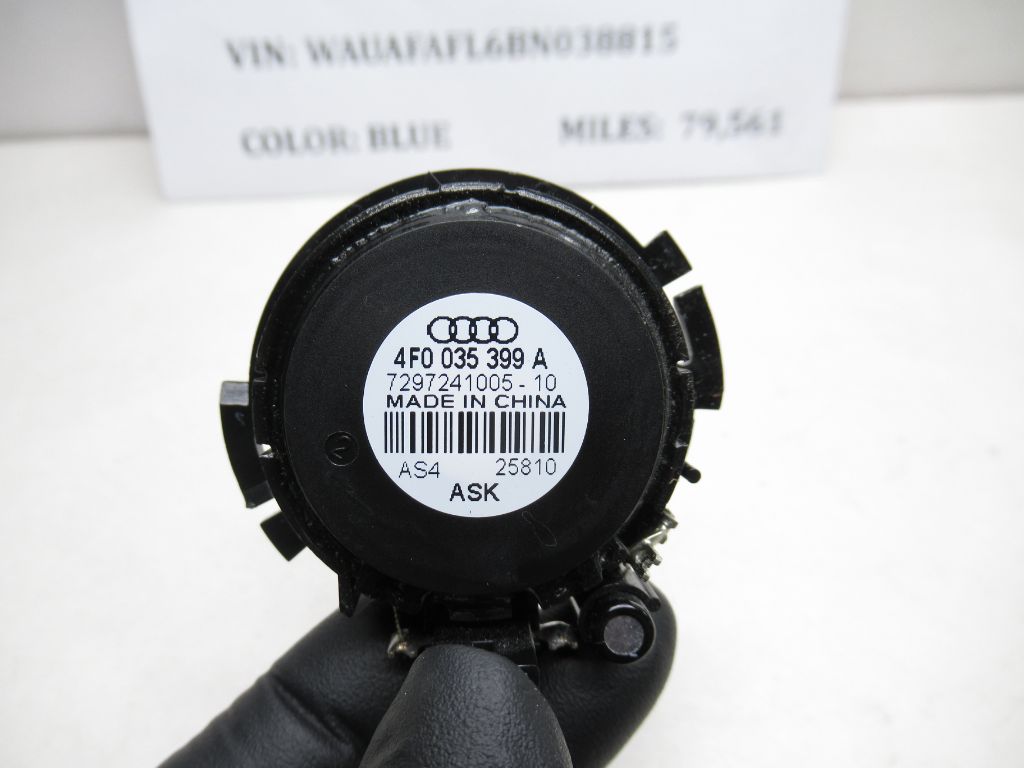 VIN: WAUAFAFL6BN038815
COLOR: BLUE MILES: 79,561
4F0 035 399 A
7297241005 - 10
MADE IN CHINA
AS4 25810
ASK